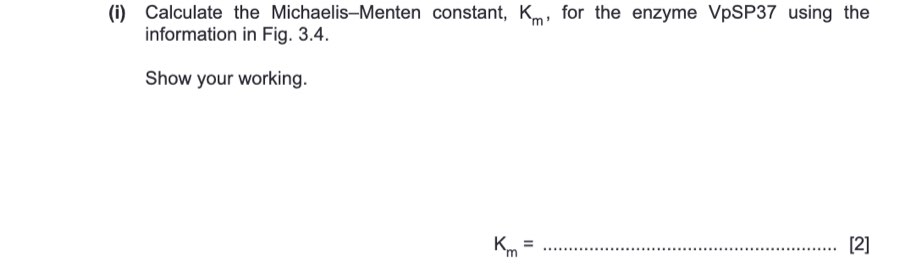 (i) Calculate the Michaelis–Menten constant, Km, for the enzyme VpSP37 using the
information in Fig. 3.4.
Show your working.
Km = .......................................................... [2]